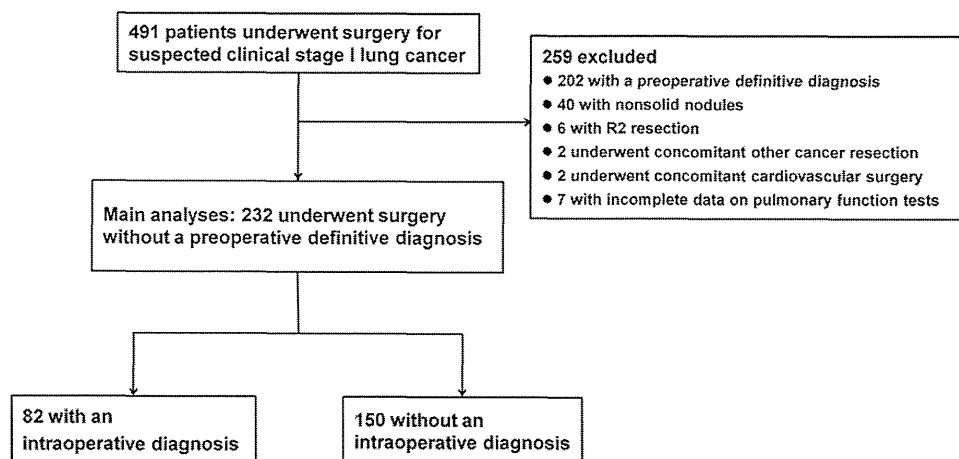 491 patients underwent surgery for
suspected clinical stage I lung cancer
259 excluded
● 202 with a preoperative definitive diagnosis
● 40 with nonsolid nodules
● 6 with R2 resection
● 2 underwent concomitant other cancer resection
● 2 underwent concomitant cardiovascular surgery
● 7 with incomplete data on pulmonary function tests
Main analyses: 232 underwent surgery
without a preoperative definitive diagnosis
82 with an
intraoperative diagnosis
150 without an
intraoperative diagnosis